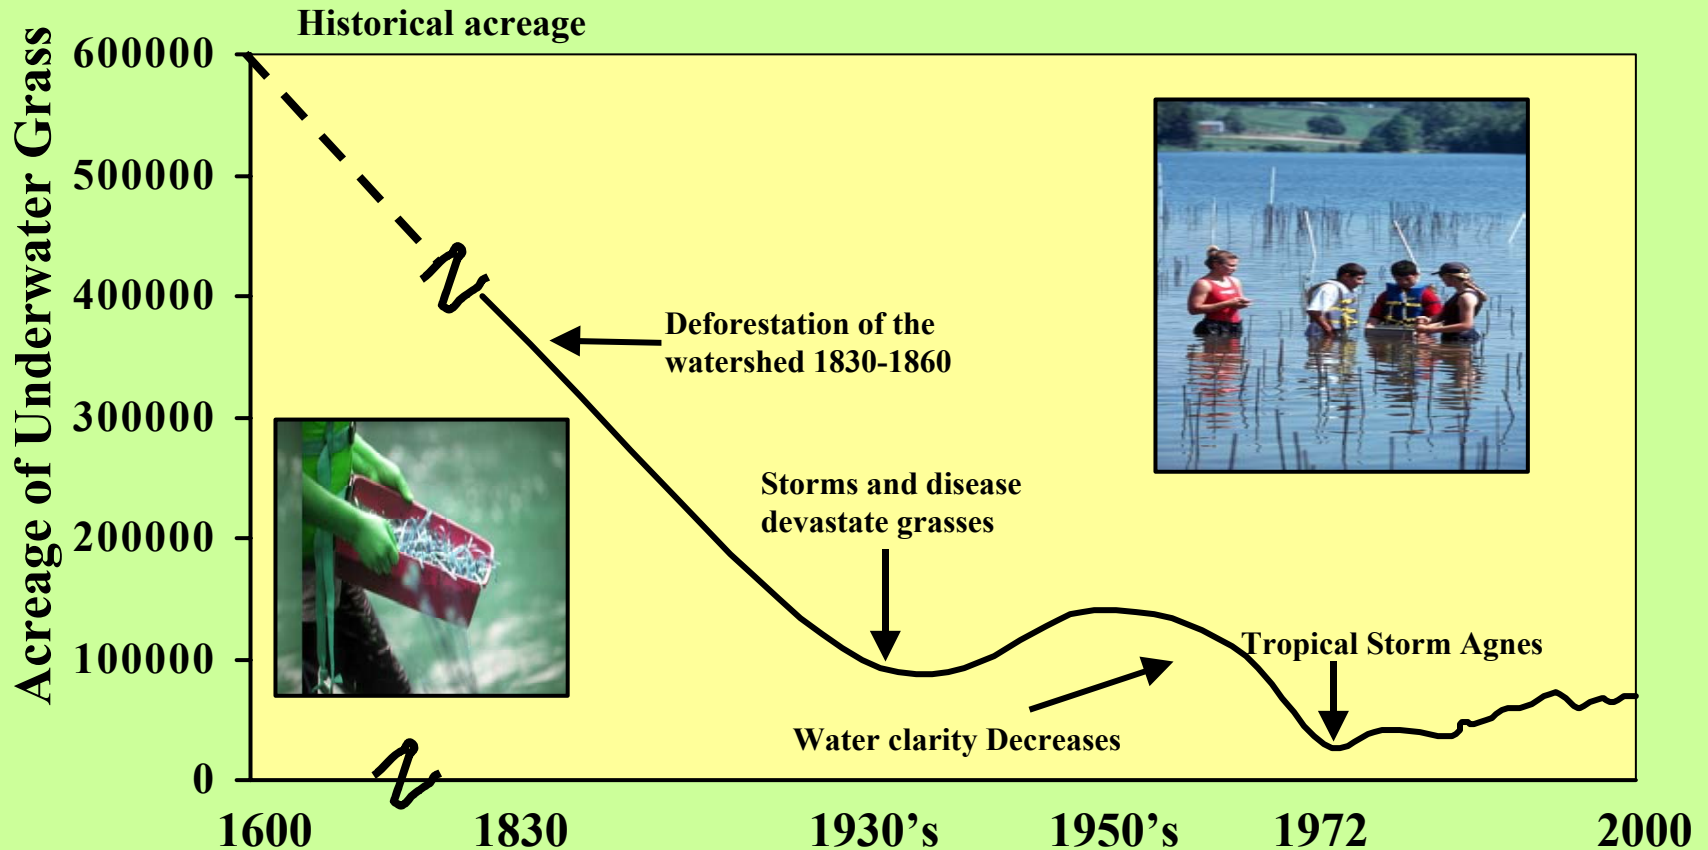 Historical acreage
Acreage of Underwater Grass
600000
500000
400000
300000
200000
100000
0
Deforestation of the
watershed 1830-1860
Storms and disease
devastate grasses
Tropical Storm Agnes
Water clarity Decreases
1600 1830 1930’s 1950’s 1972 2000